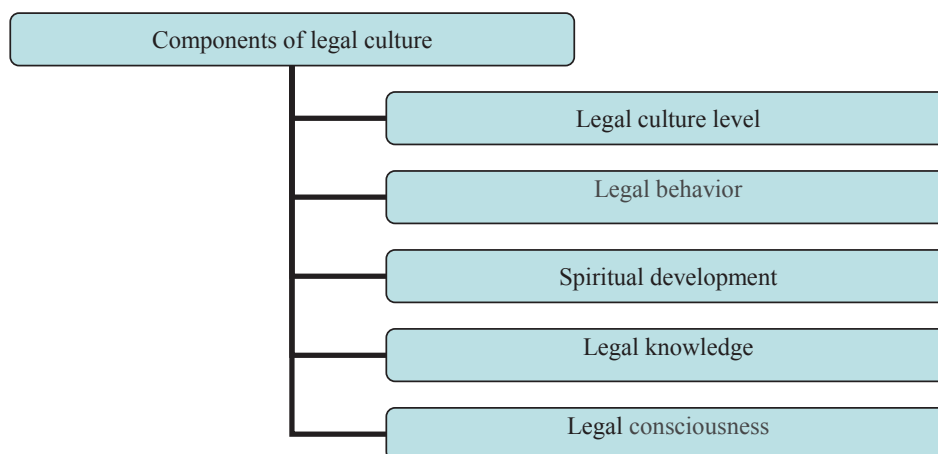 Components of legal culture
Legal culture level
Legal behavior
Spiritual development
Legal knowledge
Legal consciousness